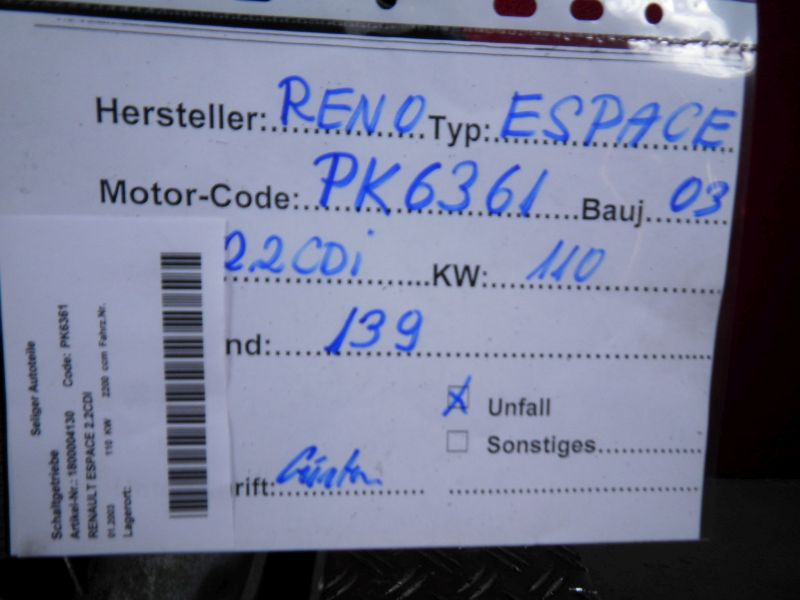 Hersteller: RENO Typ: ESPACE
Motor-Code: PK6361 Bauj 03
2.2CDi KW: 110
nd: 139
Unfall
Sonstiges
rift:
Seliger Autoteile
Schaltgetriebe
Artikel-Nr.: 1800004130 Code: PK6361
RENAULT ESPACE 2.2CDI
01.2003 110 KW 2200 ccm Fahrz.Nr.
Lagerort: